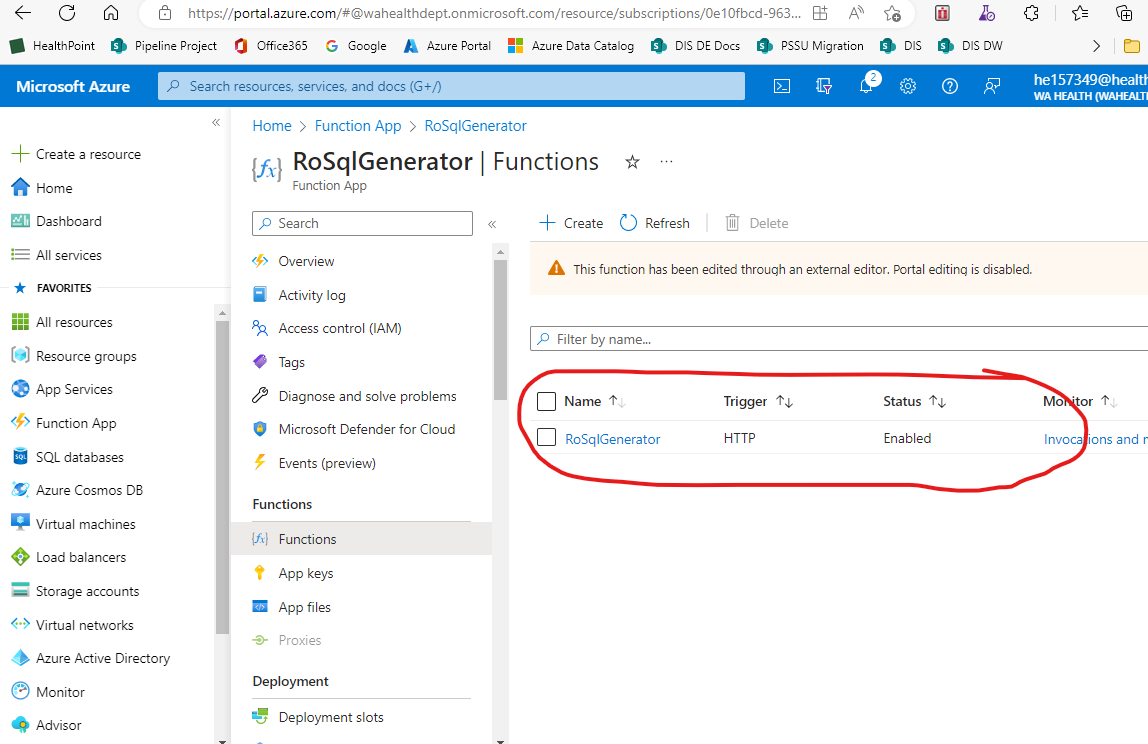 https://portal.azure.com/#@wahealthdept.onmicrosoft.com/resource/subscriptions/0e10fbcd-963...
HealthPoint Pipeline Project Office365 Google Azure Portal Azure Data Catalog DIS DE Docs PSSU Migration DIS DIS DW
Microsoft Azure
Search resources, services, and docs (G+/)
2
he157349@health
WA HEALTH (WAHEALT
Create a resource
Home
Dashboard
All services
FAVORITES
All resources
Resource groups
App Services
Function App
SQL databases
Azure Cosmos DB
Virtual machines
Load balancers
Storage accounts
Virtual networks
Azure Active Directory
Monitor
Advisor
Home > Function App > RoSqlGenerator
RoSqlGenerator | Functions
Function App
Search
Overview
Activity log
Access control (IAM)
Tags
Diagnose and solve problems
Microsoft Defender for Cloud
Events (preview)
Functions
Functions
App keys
App files
Proxies
Deployment
Deployment slots
Create Refresh Delete
This function has been edited through an external editor. Portal editing is disabled.
Filter by name...
Name Trigger Status Monitor
RoSqlGenerator HTTP Enabled Invocations and